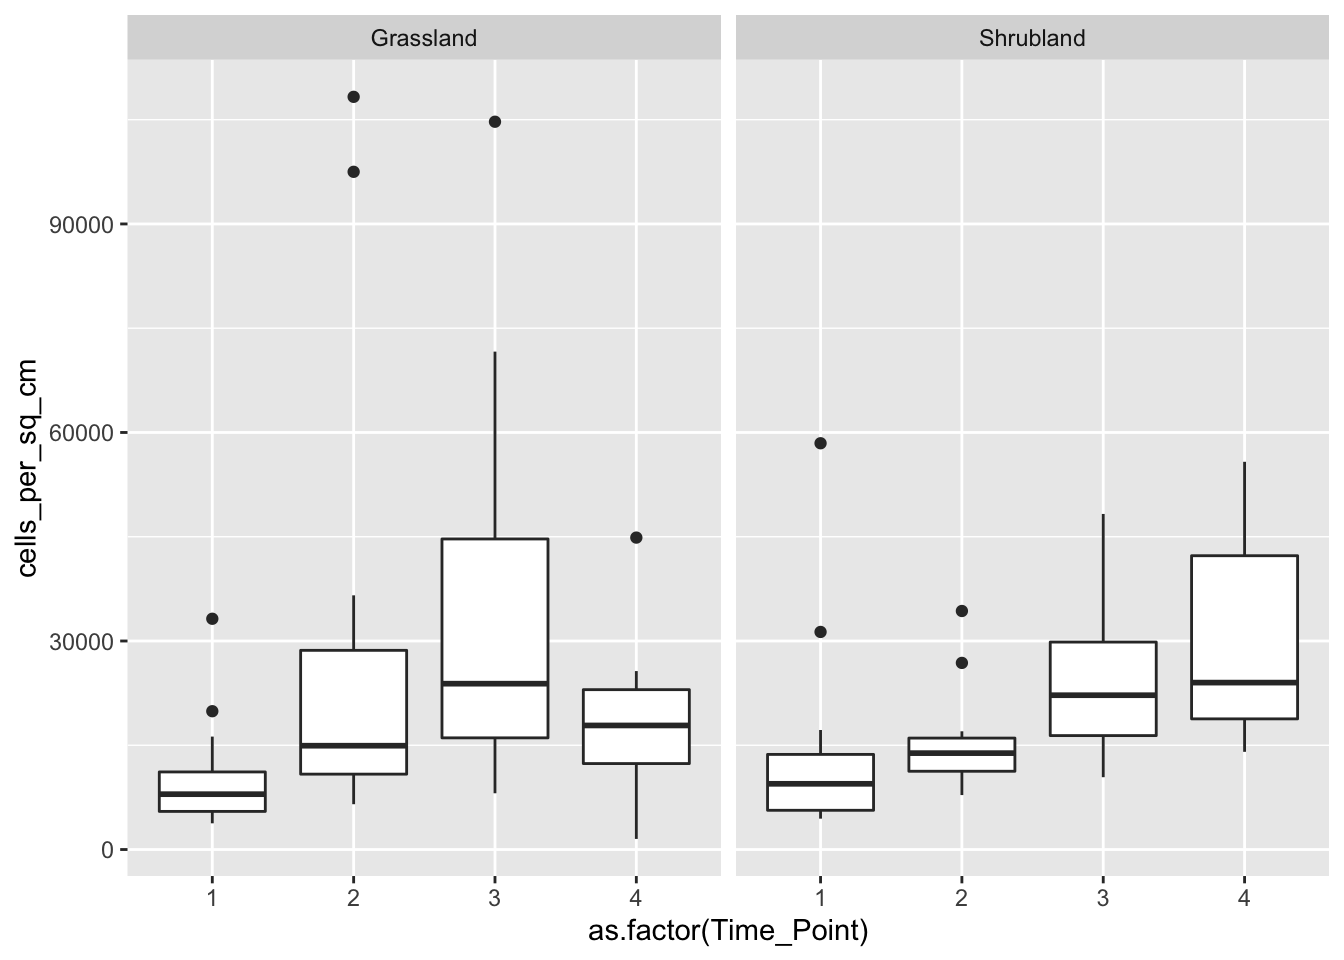 Grassland
Shrubland
cells_per_sq_cm
90000
60000
30000
0
1 2 3 4
1 2 3 4
as.factor(Time_Point)